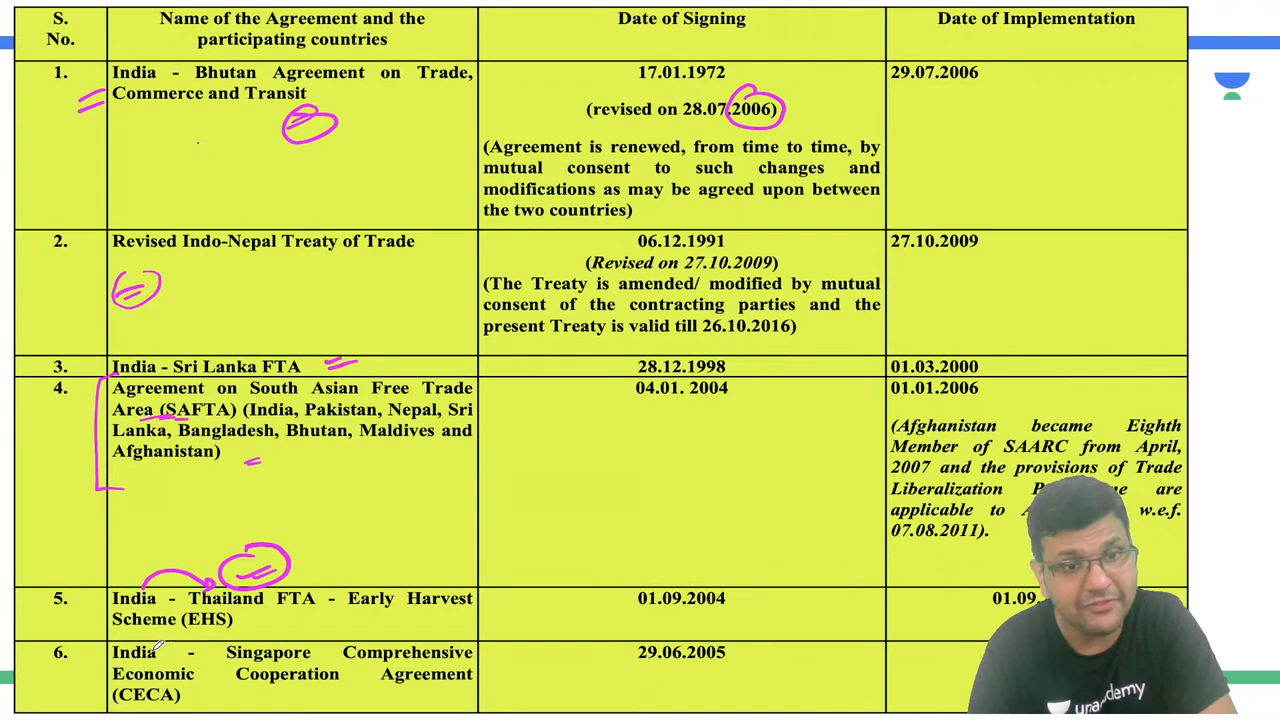 S. No.
Name of the Agreement and the participating countries
Date of Signing
Date of Implementation
1.
India - Bhutan Agreement on Trade,
Commerce and Transit
17.01.1972
(revised on 28.07.2006)
(Agreement is renewed, from time to time, by
mutual consent to such changes and
modifications as may be agreed upon between
the two countries)
29.07.2006
2.
Revised Indo-Nepal Treaty of Trade
06.12.1991
(Revised on 27.10.2009)
(The Treaty is amended/ modified by mutual
consent of the contracting parties and the
present Treaty is valid till 26.10.2016)
27.10.2009
3.
India - Sri Lanka FTA
28.12.1998
01.03.2000
4.
Agreement on South Asian Free Trade
Area (SAFTA) (India, Pakistan, Nepal, Sri
Lanka, Bangladesh, Bhutan, Maldives and
Afghanistan)
04.01. 2004
01.01.2006
(Afghanistan became Eighth
Member of SAARC from April,
2007 and the provisions of Trade
Liberalization are
applicable to w.e.f.
07.08.2011).
5.
India - Thailand FTA - Early Harvest
Scheme (EHS)
01.09.2004
01.09.
6.
India - Singapore Comprehensive
Economic Cooperation Agreement
(CECA)
29.06.2005
unacademy